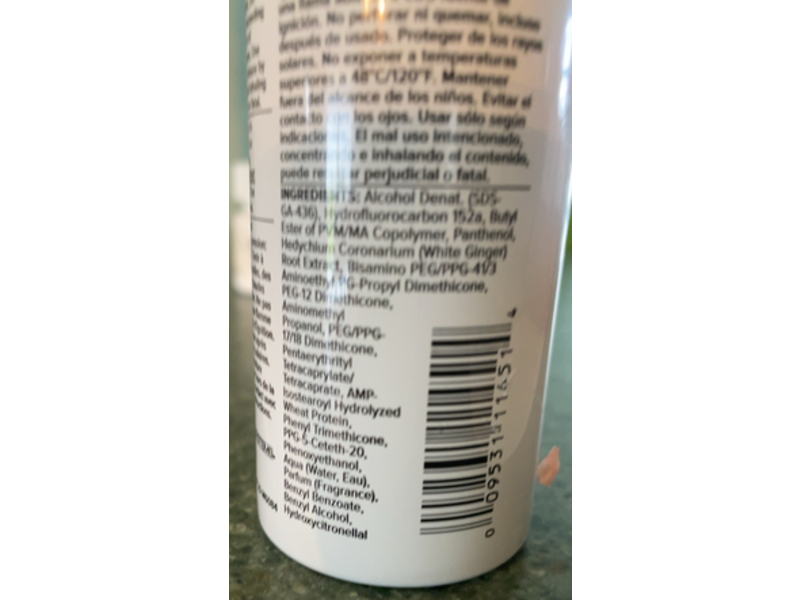 una llama
ignición. No perforar ni quemar, incluso
después de usado. Proteger de los rayos
solares. No exponer a temperaturas
superiores a 48°C/120°F. Mantener
fuera del alcance de los niños. Evitar el
contacto con los ojos. Usar sólo según
indicaciones. El mal uso intencionado,
concentrando e inhalando el contenido,
puede resultar perjudicial o fatal.
INGREDIENTS: Alcohol Denat. (SDS-
GA-436), Hydrofluorocarbon 152a, Butyl
Ester of PVM/MA Copolymer, Panthenol,
Hedychium Coronarium (White Ginger)
Root Extract, Bisamino PEG/PPG-41/3
Aminoethyl PG-Propyl Dimethicone,
PEG-12 Dimethicone,
Aminomethyl
Propanol, PEG/PPG-
17/18 Dimethicone,
Pentaerythrityl
Tetracaprylate/
Tetracaprate, AMP-
Isostearoyl Hydrolyzed
Wheat Protein,
Phenyl Trimethicone,
PPG-5-Ceteth-20,
Phenoxyethanol,
Aqua (Water, Eau),
Parfum (Fragrance),
Benzyl Benzoate,
Benzyl Alcohol,
Hydroxycitronellal
0 09531 11651 4